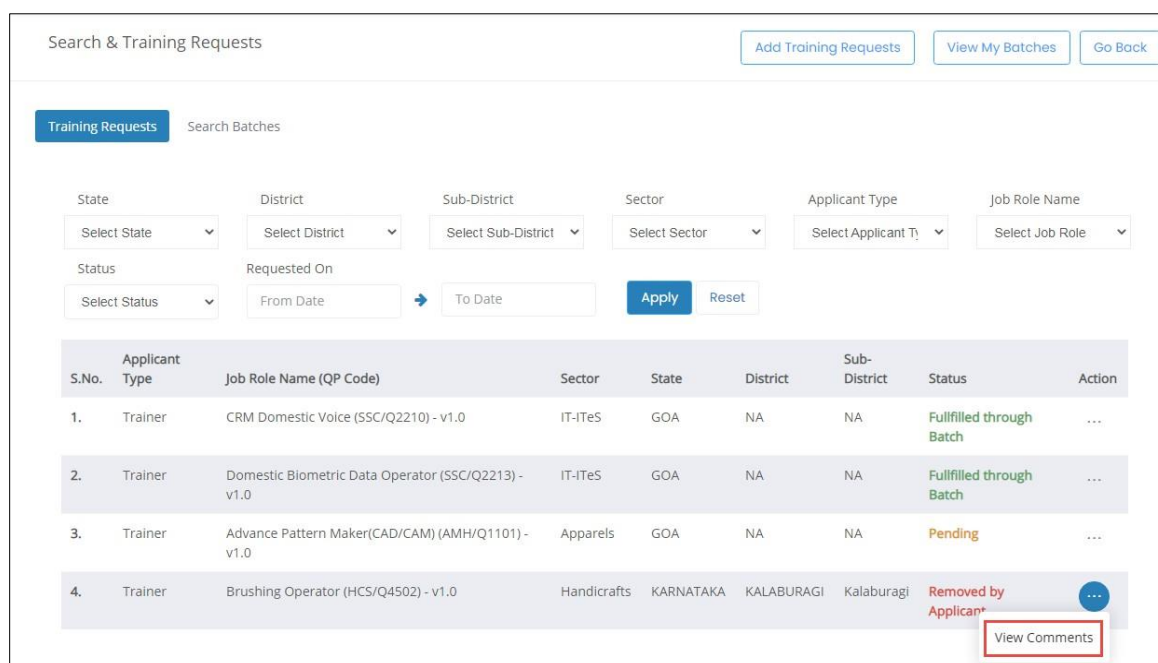 Search & Training Requests
Add Training Requests
View My Batches
Go Back
Training Requests
Search Batches
State
District
Sub-District
Sector
Applicant Type
Job Role Name
Select State
Select District
Select Sub-District
Select Sector
Select Applicant Ty
Select Job Role
Status
Requested On
Select Status
From Date
To Date
Apply
Reset
S.No. Applicant Type Job Role Name (QP Code) Sector State District Sub-District Status Action
1. Trainer CRM Domestic Voice (SSC/Q2210) - v1.0 IT-ITeS GOA NA NA Fullfilled through Batch ...
2. Trainer Domestic Biometric Data Operator (SSC/Q2213) - v1.0 IT-ITeS GOA NA NA Fullfilled through Batch ...
3. Trainer Advance Pattern Maker(CAD/CAM) (AMH/Q1101) - v1.0 Apparels GOA NA NA Pending ...
4. Trainer Brushing Operator (HCS/Q4502) - v1.0 Handicrafts KARNATAKA KALABURAGI Kalaburagi Removed by Applicant ...
View Comments